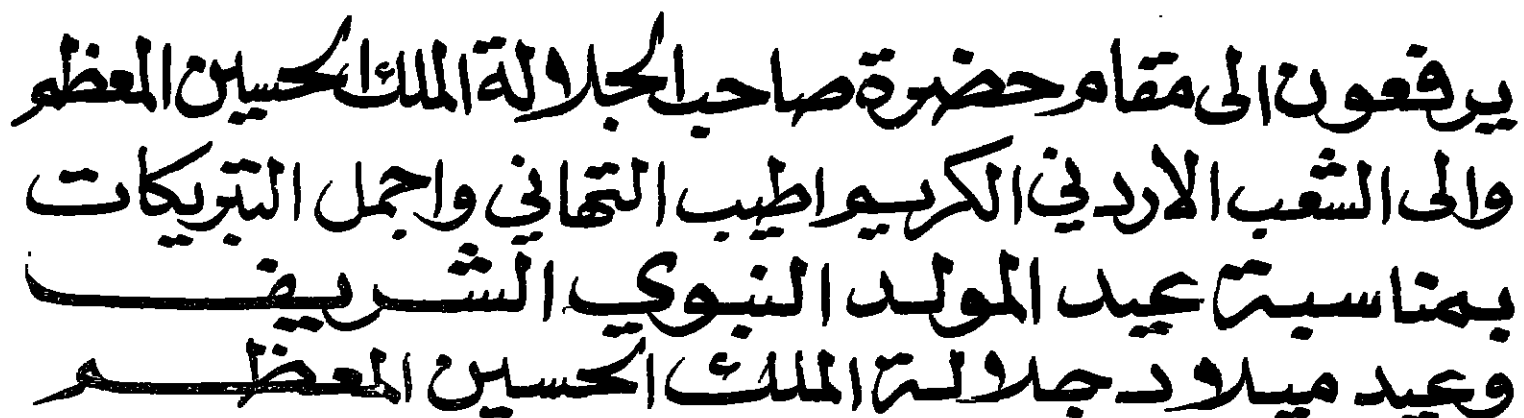 يرفعون الى مقام حضرة صاحب الجلالة الملك الحسين المعظم
والى الشعب الاردني الكريم اطيب التهاني واجمل التبريكات
بمناسبة عيد المولد النبوي الشريف
وعيد ميلاد جلالة الملك الحسين المعظم